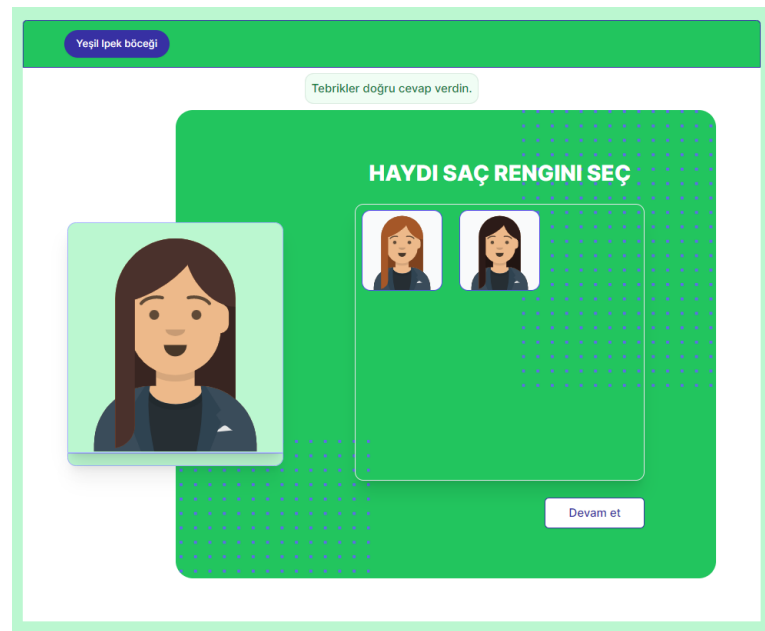 Yeşil Ipek böceği
Tebrikler doğru cevap verdin.
HAYDI SAÇ RENGINI SEÇ
Devam et